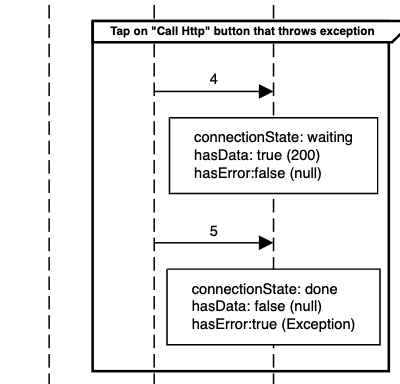 Tap on "Call Http" button that throws exception
4
connectionState: waiting
hasData: true (200)
hasError:false (null)
5
connectionState: done
hasData: false (null)
hasError:true (Exception)